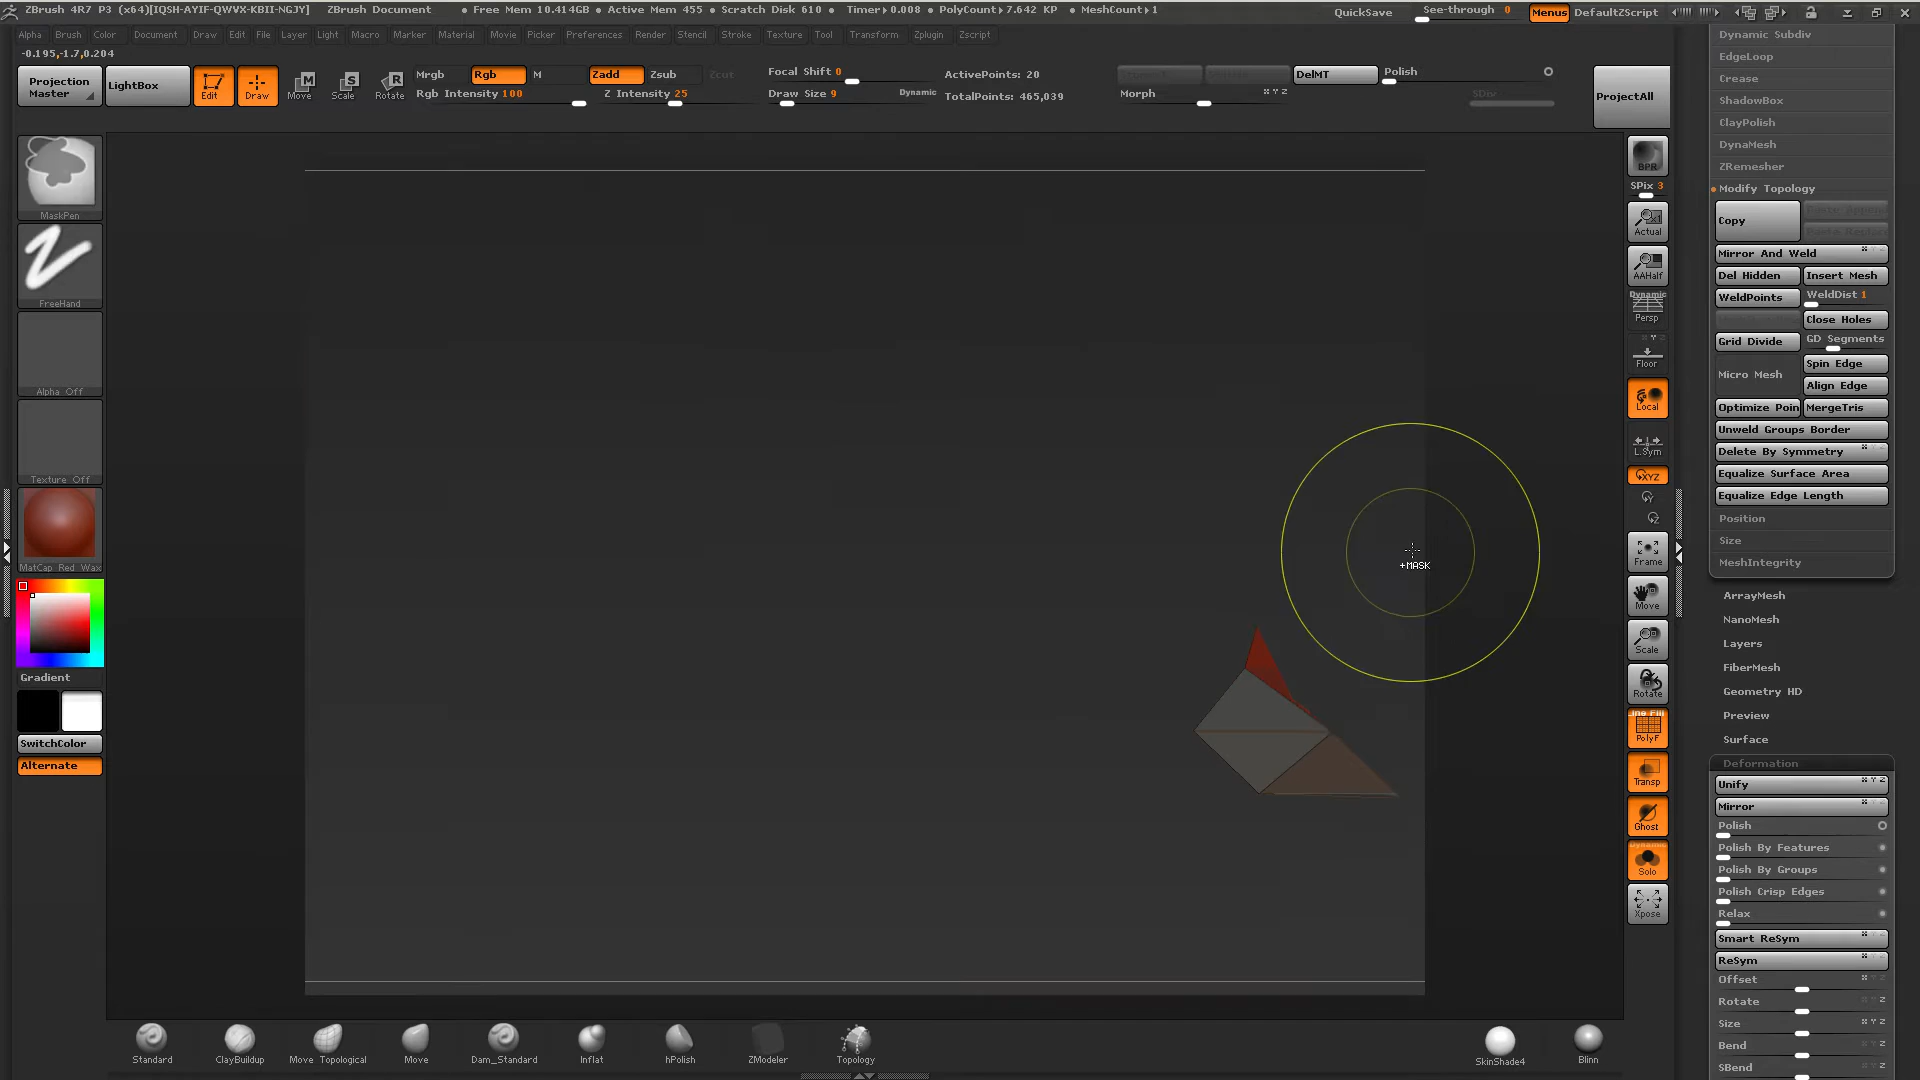 ZBrush 4R7 P3 (x64)[IQSH-AYIF-QWVX-KBII-NGJY] ZBrush Document • Free Mem 10.414GB • Active Mem 455 • Scratch Disk 610 • Timer▸0.008 • PolyCount▸7.642 KP • MeshCount▸1 QuickSave See-through 0 Menus DefaultZScript
Alpha Brush Color Document Draw Edit File Layer Light Macro Marker Material Movie Picker Preferences Render Stencil Stroke Texture Tool Transform Zplugin Zscript
-0.195,-1.7,0.204
Projection Master
LightBox
Edit
Draw
Move
Scale
Rotate
Mrgb Rgb M
Rgb Intensity 100
Zadd Zsub Zcut
Z Intensity 25
Focal Shift 0
Draw Size 9 Dynamic
ActivePoints: 20
TotalPoints: 465,039
Morph X Y Z
DelMT
Polish
SDiv
ProjectAll
MaskPen
FreeHand
Alpha Off
Texture Off
MatCap Red Wax
Gradient
SwitchColor
Alternate
+MASK
BPR
SPix 3
Actual
AAHalf
Dynamic
Persp
Floor
Local
L.Sym
XYZ
Y
Z
Frame
Move
Scale
Rotate
Line Fill
PolyF
Transp
Ghost
Dynamic
Solo
Xpose
Dynamic Subdiv
EdgeLoop
Crease
ShadowBox
ClayPolish
DynaMesh
ZRemesher
Modify Topology
Copy
Mirror And Weld
Del Hidden Insert Mesh
WeldPoints WeldDist 1
Close Holes
Grid Divide GD Segments
Micro Mesh Spin Edge
Align Edge
Optimize Poin MergeTris
Unweld Groups Border
Delete By Symmetry
Equalize Surface Area
Equalize Edge Length
Position
Size
MeshIntegrity
ArrayMesh
NanoMesh
Layers
FiberMesh
Geometry HD
Preview
Surface
Deformation
Unify
Mirror
Polish
Polish By Features
Polish By Groups
Polish Crisp Edges
Relax
Smart ReSym
ReSym
Offset
Rotate
Size
Bend
SBend
Standard ClayBuildup Move Topological Move Dam_Standard Inflat hPolish ZModeler Topology SkinShade4 Blinn